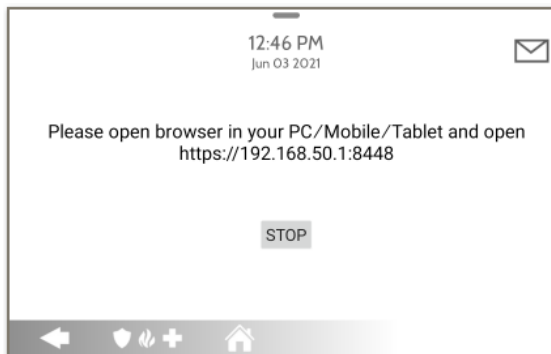 12:46 PM
Jun 03 2021
Please open browser in your PC/Mobile/Tablet and open
https://192.168.50.1:8448
STOP